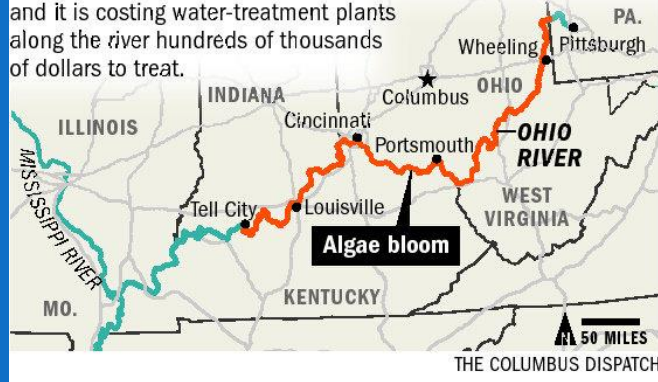 and it is costing water-treatment plants
along the river hundreds of thousands
of dollars to treat.
PA.
Wheeling
Pittsburgh
INDIANA
Columbus
OHIO
ILLINOIS
Cincinnati
Portsmouth
OHIO
RIVER
MISSISSIPPI RIVER
Tell City
Louisville
WEST
VIRGINIA
Algae bloom
KENTUCKY
MO.
N
50 MILES
THE COLUMBUS DISPATCH